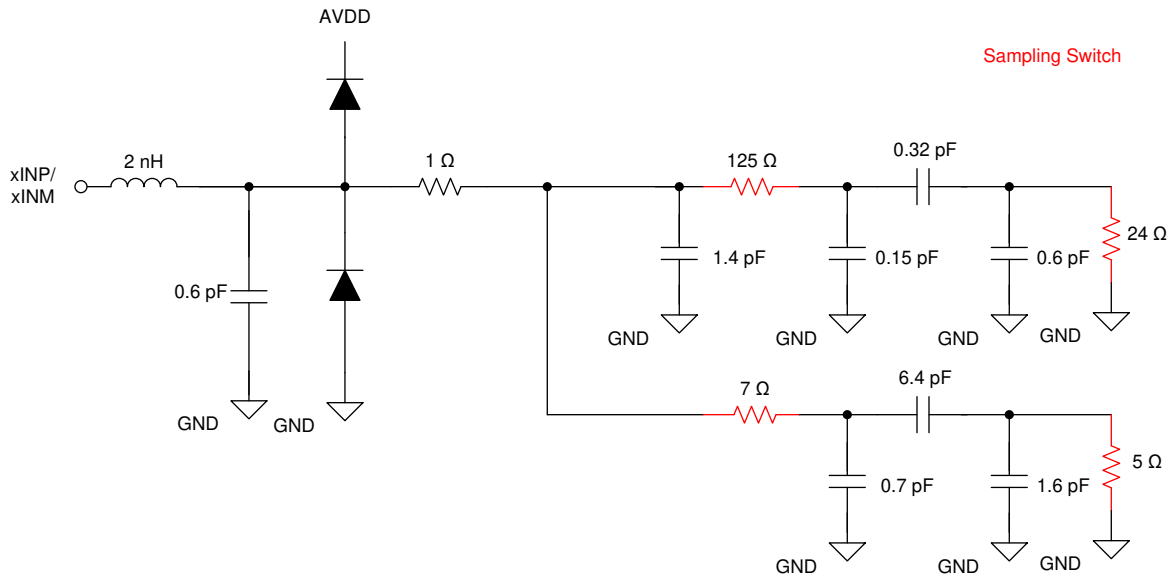 AVDD
Sampling Switch
xINP/
xINM
2 nH
1 Ω
125 Ω
0.32 pF
24 Ω
0.6 pF
1.4 pF
0.15 pF
0.6 pF
GND
GND
GND
GND
7 Ω
6.4 pF
GND
GND
5 Ω
0.7 pF
1.6 pF
GND
GND
GND